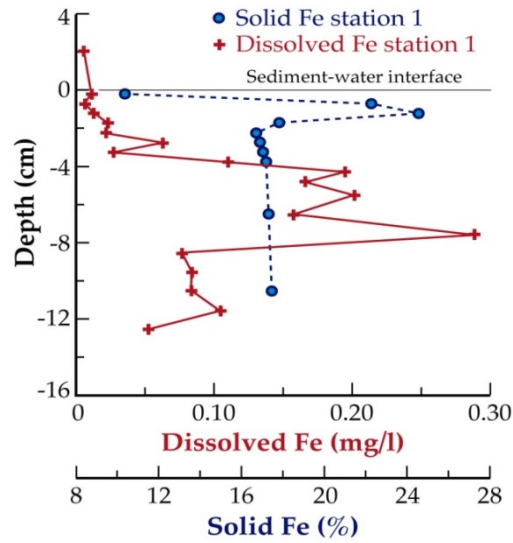 Solid Fe station 1
Dissolved Fe station 1
Sediment-water interface
Depth (cm)
4
0
-4
-8
-12
-16
0 0.10 0.20 0.30
Dissolved Fe (mg/l)
8 12 16 20 24 28
Solid Fe (%)